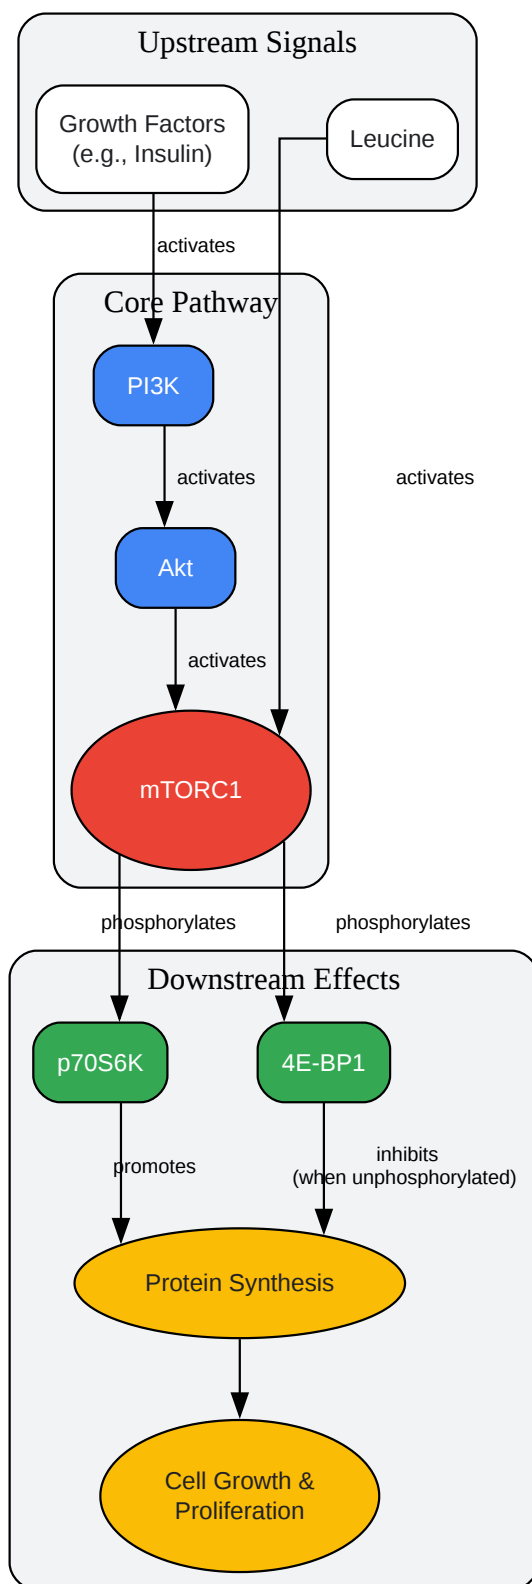 Upstream Signals
Growth Factors
(e.g., Insulin)
Leucine
activates
Core Pathway
PI3K
activates
activates
Akt
activates
mTORC1
phosphorylates
phosphorylates
Downstream Effects
p70S6K
4E-BP1
promotes
inhibits
(when unphosphorylated)
Protein Synthesis
Cell Growth &
Proliferation